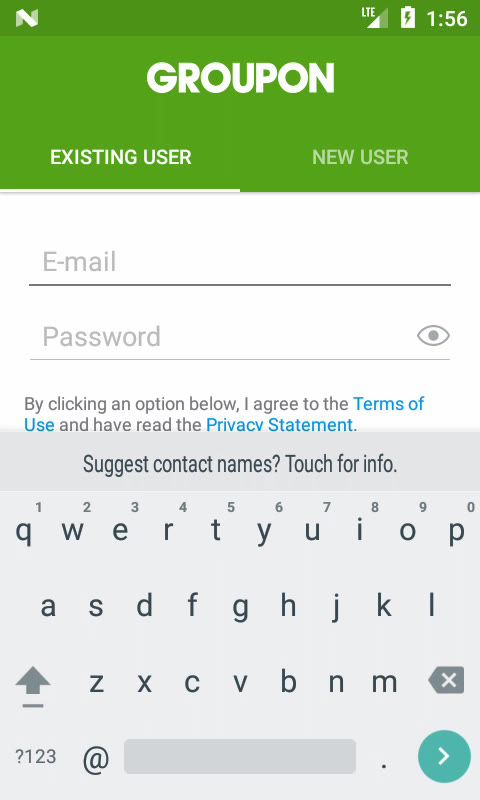 LTE 1:56
GROUPON
EXISTING USER NEW USER
E-mail
Password
By clicking an option below, I agree to the Terms of
Use and have read the Privacy Statement.
Suggest contact names? Touch for info.
1 2 3 4 5 6 7 8 9 0
q w e r t y u i o p
a s d f g h j k l
z x c v b n m
?123 @ .